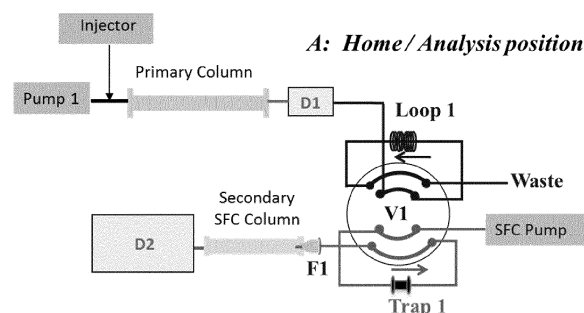 Injector
A: Home / Analysis position
Primary Column
Pump 1
D1
Loop 1
Waste
Secondary
SFC Column
V1
D2
SFC Pump
F1
Trap 1